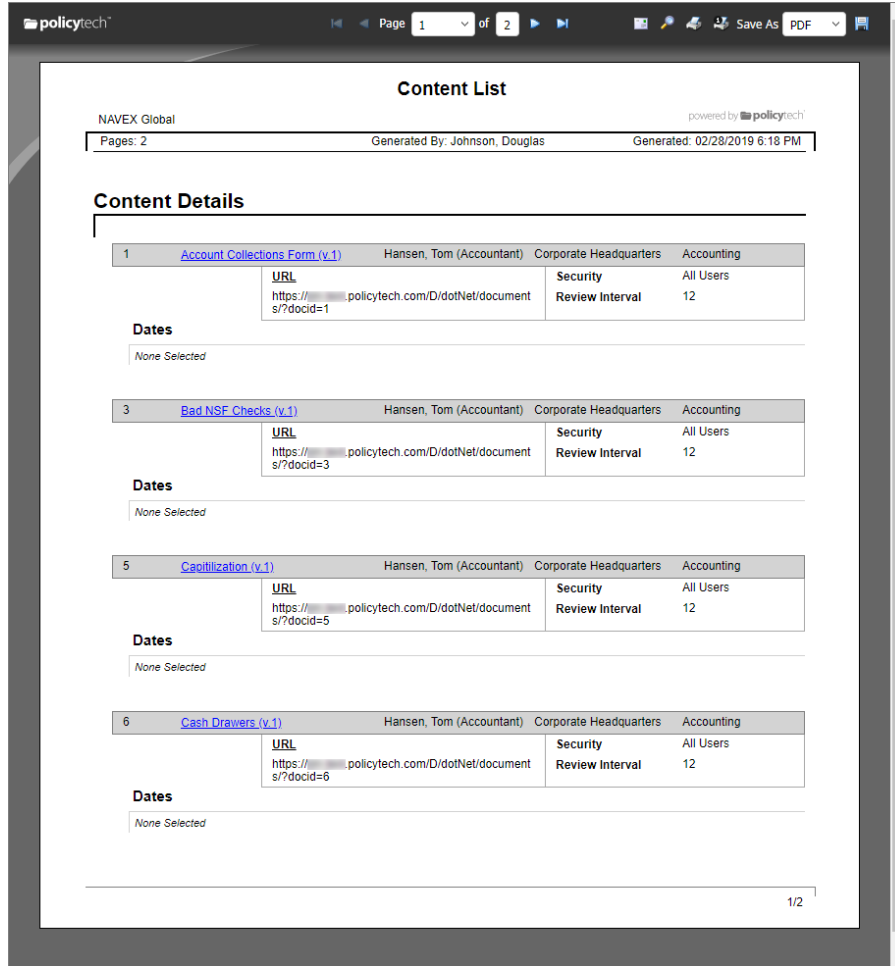 policytech™ Page 1 of 2 Save As PDF
Content List
NAVEX Global powered by policytech™
Pages: 2 Generated By: Johnson, Douglas Generated: 02/28/2019 6:18 PM
Content Details
1 Account Collections Form (v.1) Hansen, Tom (Accountant) Corporate Headquarters Accounting
URL Security All Users
https:// .policytech.com/D/dotNet/document Review Interval 12
s/?docid=1
Dates
None Selected
3 Bad NSF Checks (v.1) Hansen, Tom (Accountant) Corporate Headquarters Accounting
URL Security All Users
https:// .policytech.com/D/dotNet/document Review Interval 12
s/?docid=3
Dates
None Selected
5 Capitilization (v.1) Hansen, Tom (Accountant) Corporate Headquarters Accounting
URL Security All Users
https:// .policytech.com/D/dotNet/document Review Interval 12
s/?docid=5
Dates
None Selected
6 Cash Drawers (v.1) Hansen, Tom (Accountant) Corporate Headquarters Accounting
URL Security All Users
https:// .policytech.com/D/dotNet/document Review Interval 12
s/?docid=6
Dates
None Selected
1/2